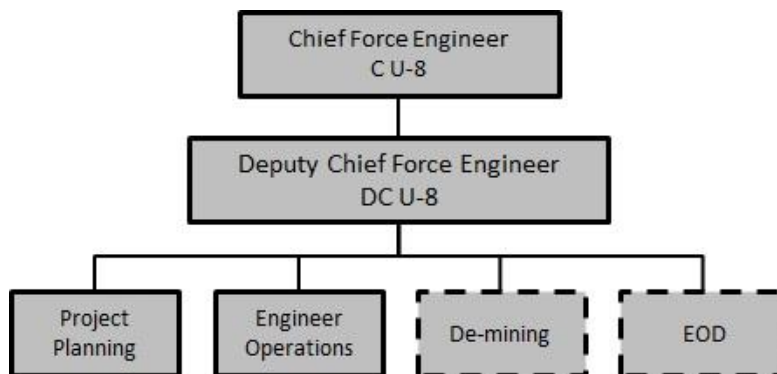 Chief Force Engineer
C U-8
Deputy Chief Force Engineer
DC U-8
Project
Planning
Engineer
Operations
De-mining
EOD